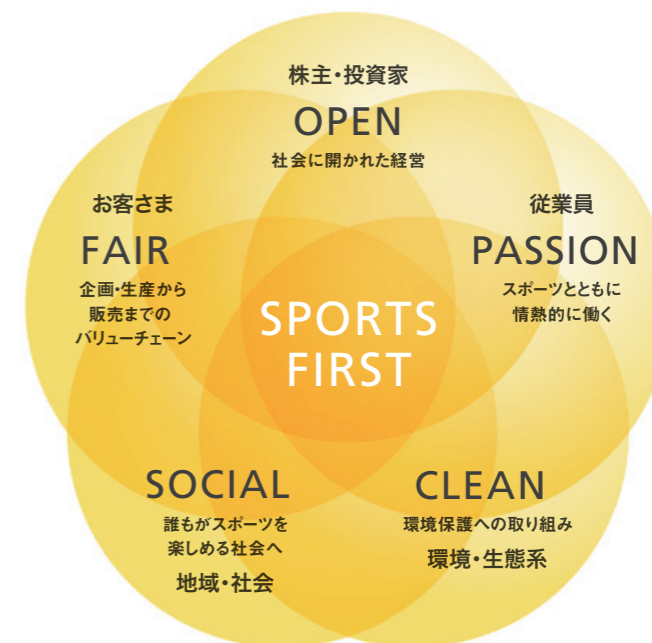 株主・投資家
OPEN
社会に開かれた経営
お客さま
FAIR
企画・生産から
販売までの
バリューチェーン
従業員
PASSION
スポーツとともに
情熱的に働く
SPORTS
FIRST
SOCIAL
誰もがスポーツを
楽しめる社会へ
地域・社会
CLEAN
環境保護への取り組み
環境・生態系